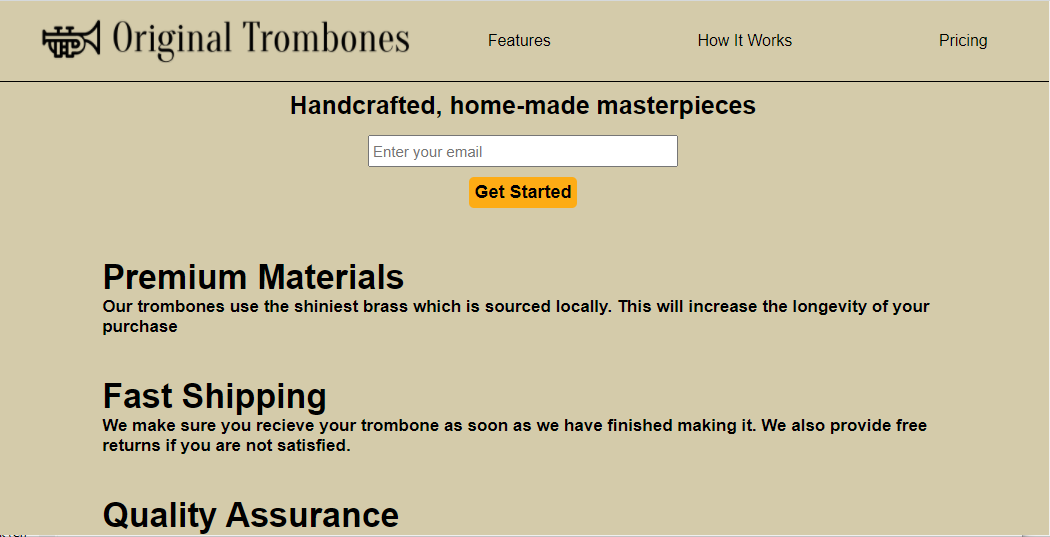 Original Trombones Features How It Works Pricing
Handcrafted, home-made masterpieces
Enter your email
Get Started
Premium Materials
Our trombones use the shiniest brass which is sourced locally. This will increase the longevity of your
purchase
Fast Shipping
We make sure you recieve your trombone as soon as we have finished making it. We also provide free
returns if you are not satisfied.
Quality Assurance